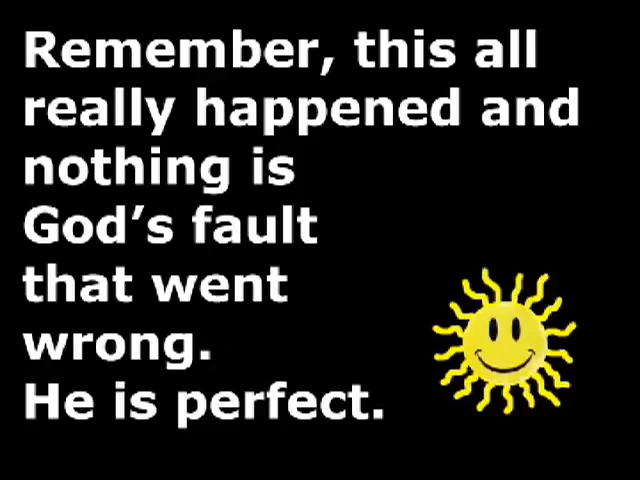 Remember, this all
really happened and
nothing is
God’s fault
that went
wrong.
He is perfect.